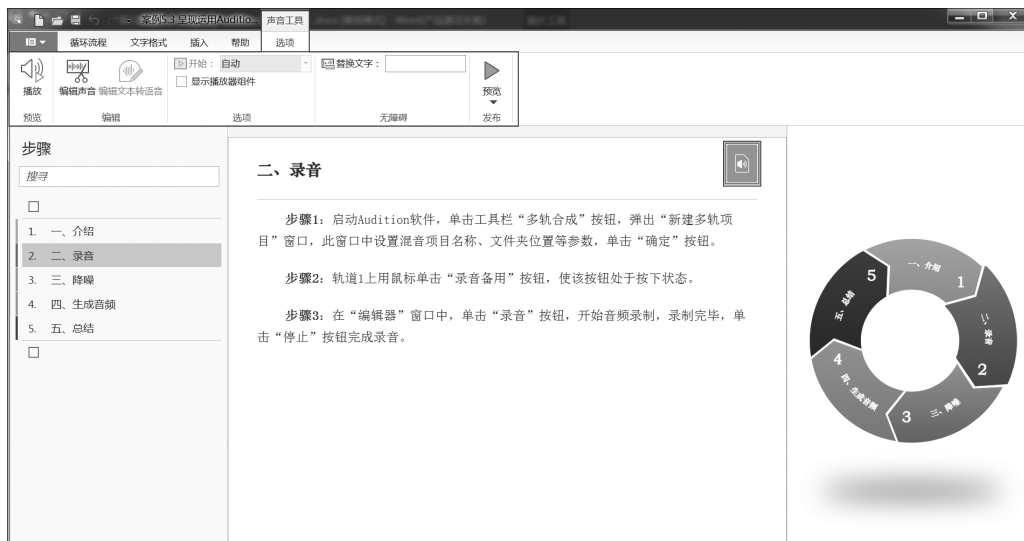 案例5.3 呈现运用Auditio... 声音工具
循环流程 文字格式 插入 帮助 选项
播放
预览
编辑声音 编辑文本转语音
编辑
开始： 自动
显示播放器组件
选项
替换文字：
无障碍
预览
发布
步骤
搜寻
1. 一、介绍
2. 二、录音
3. 三、降噪
4. 四、生成音频
5. 五、总结
二、录音
步骤1：启动Audition软件，单击工具栏“多轨合成”按钮，弹出“新建多轨项
目”窗口，此窗口中设置混音项目名称、文件夹位置等参数，单击“确定”按钮。
步骤2：轨道1上用鼠标单击“录音备用”按钮，使该按钮处于按下状态。
步骤3：在“编辑器”窗口中，单击“录音”按钮，开始音频录制，录制完毕，单
击“停止”按钮完成录音。
一、介绍
1
二、录音
2
三、降噪
3
四、生成音频
4
五、总结
5